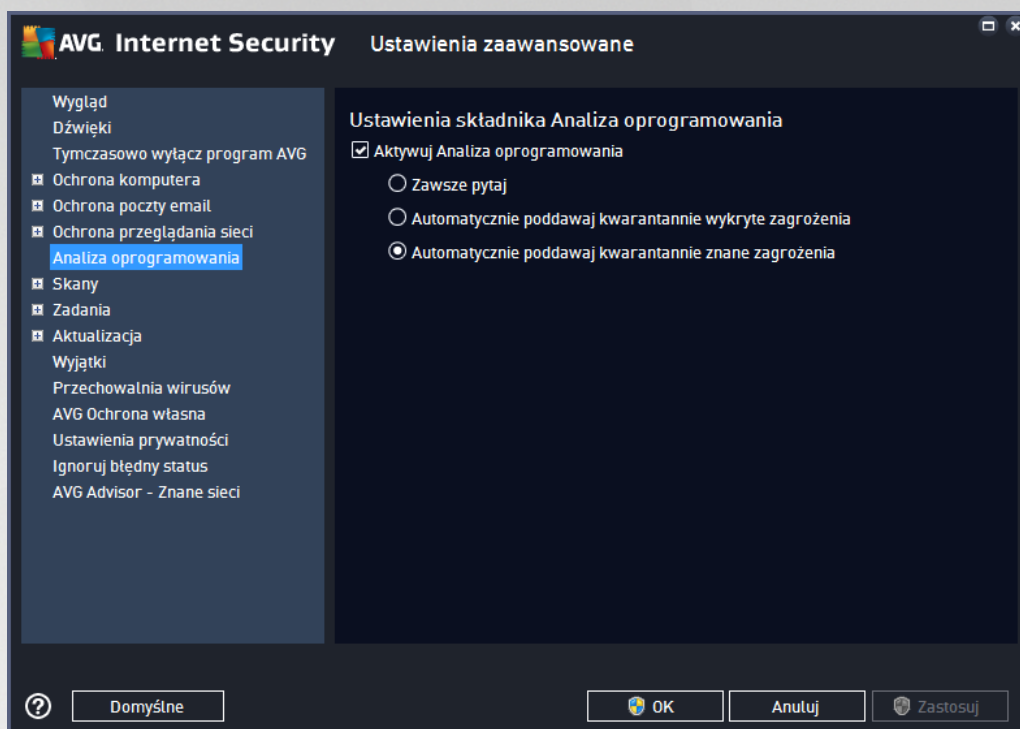 AVG. Internet Security Ustawienia zaawansowane
Wygląd
Dźwięki
Tymczasowo wyłącz program AVG
Ochrona komputera
Ochrona poczty email
Ochrona przeglądania sieci
Analiza oprogramowania
Skany
Zadania
Aktualizacja
Wyjątki
Przechowalnia wirusów
AVG Ochrona własna
Ustawienia prywatności
Ignoruj błędny status
AVG Advisor - Znane sieci
Ustawienia składnika Analiza oprogramowania
Aktywuj Analiza oprogramowania
Zawsze pytaj
Automatycznie poddawaj kwarantannie wykryte zagrożenia
Automatycznie poddawaj kwarantannie znane zagrożenia
? Domyślne OK Anuluj Zastosuj